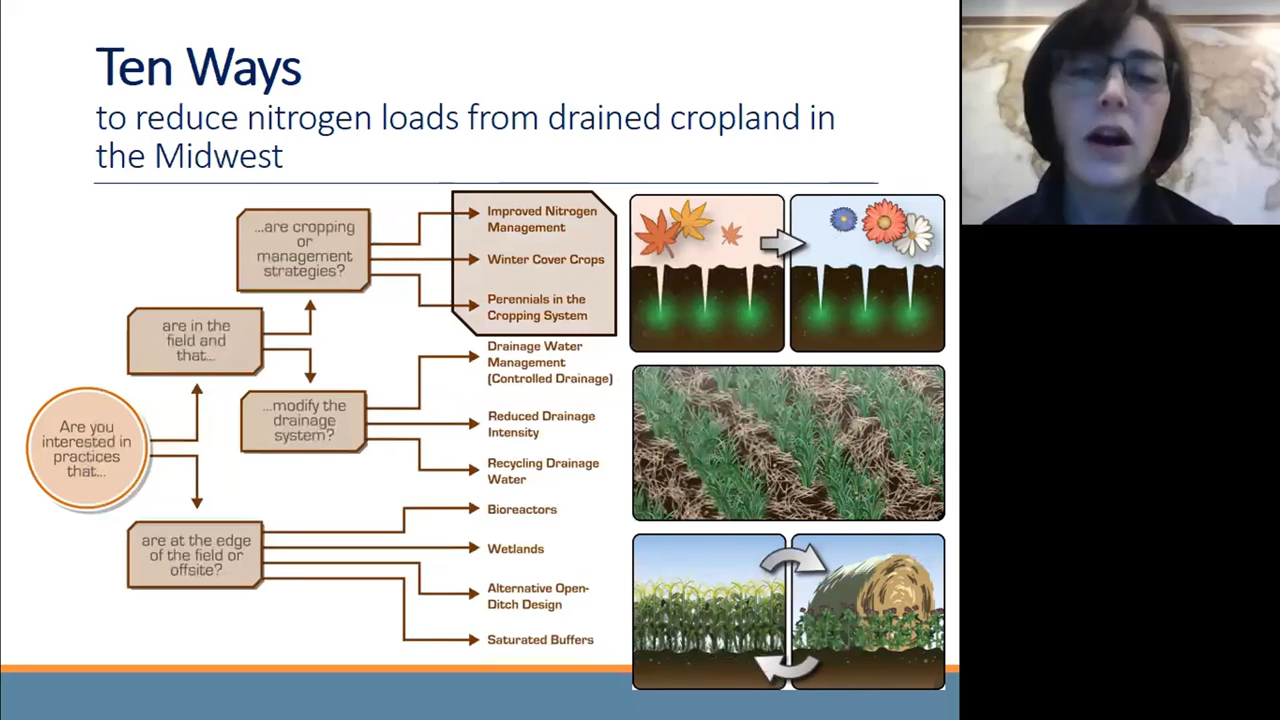 Ten Ways
to reduce nitrogen loads from drained cropland in
the Midwest
Are you
interested in
practices
that...
are in the
field and
that...
...are cropping
or
management
strategies?
Improved Nitrogen
Management
Winter Cover Crops
Perennials in the
Cropping System
...modify the
drainage
system?
Drainage Water
Management
(Controlled Drainage)
Reduced Drainage
Intensity
Recycling Drainage
Water
are at the edge
of the field or
offsite?
Bioreactors
Wetlands
Alternative Open-
Ditch Design
Saturated Buffers